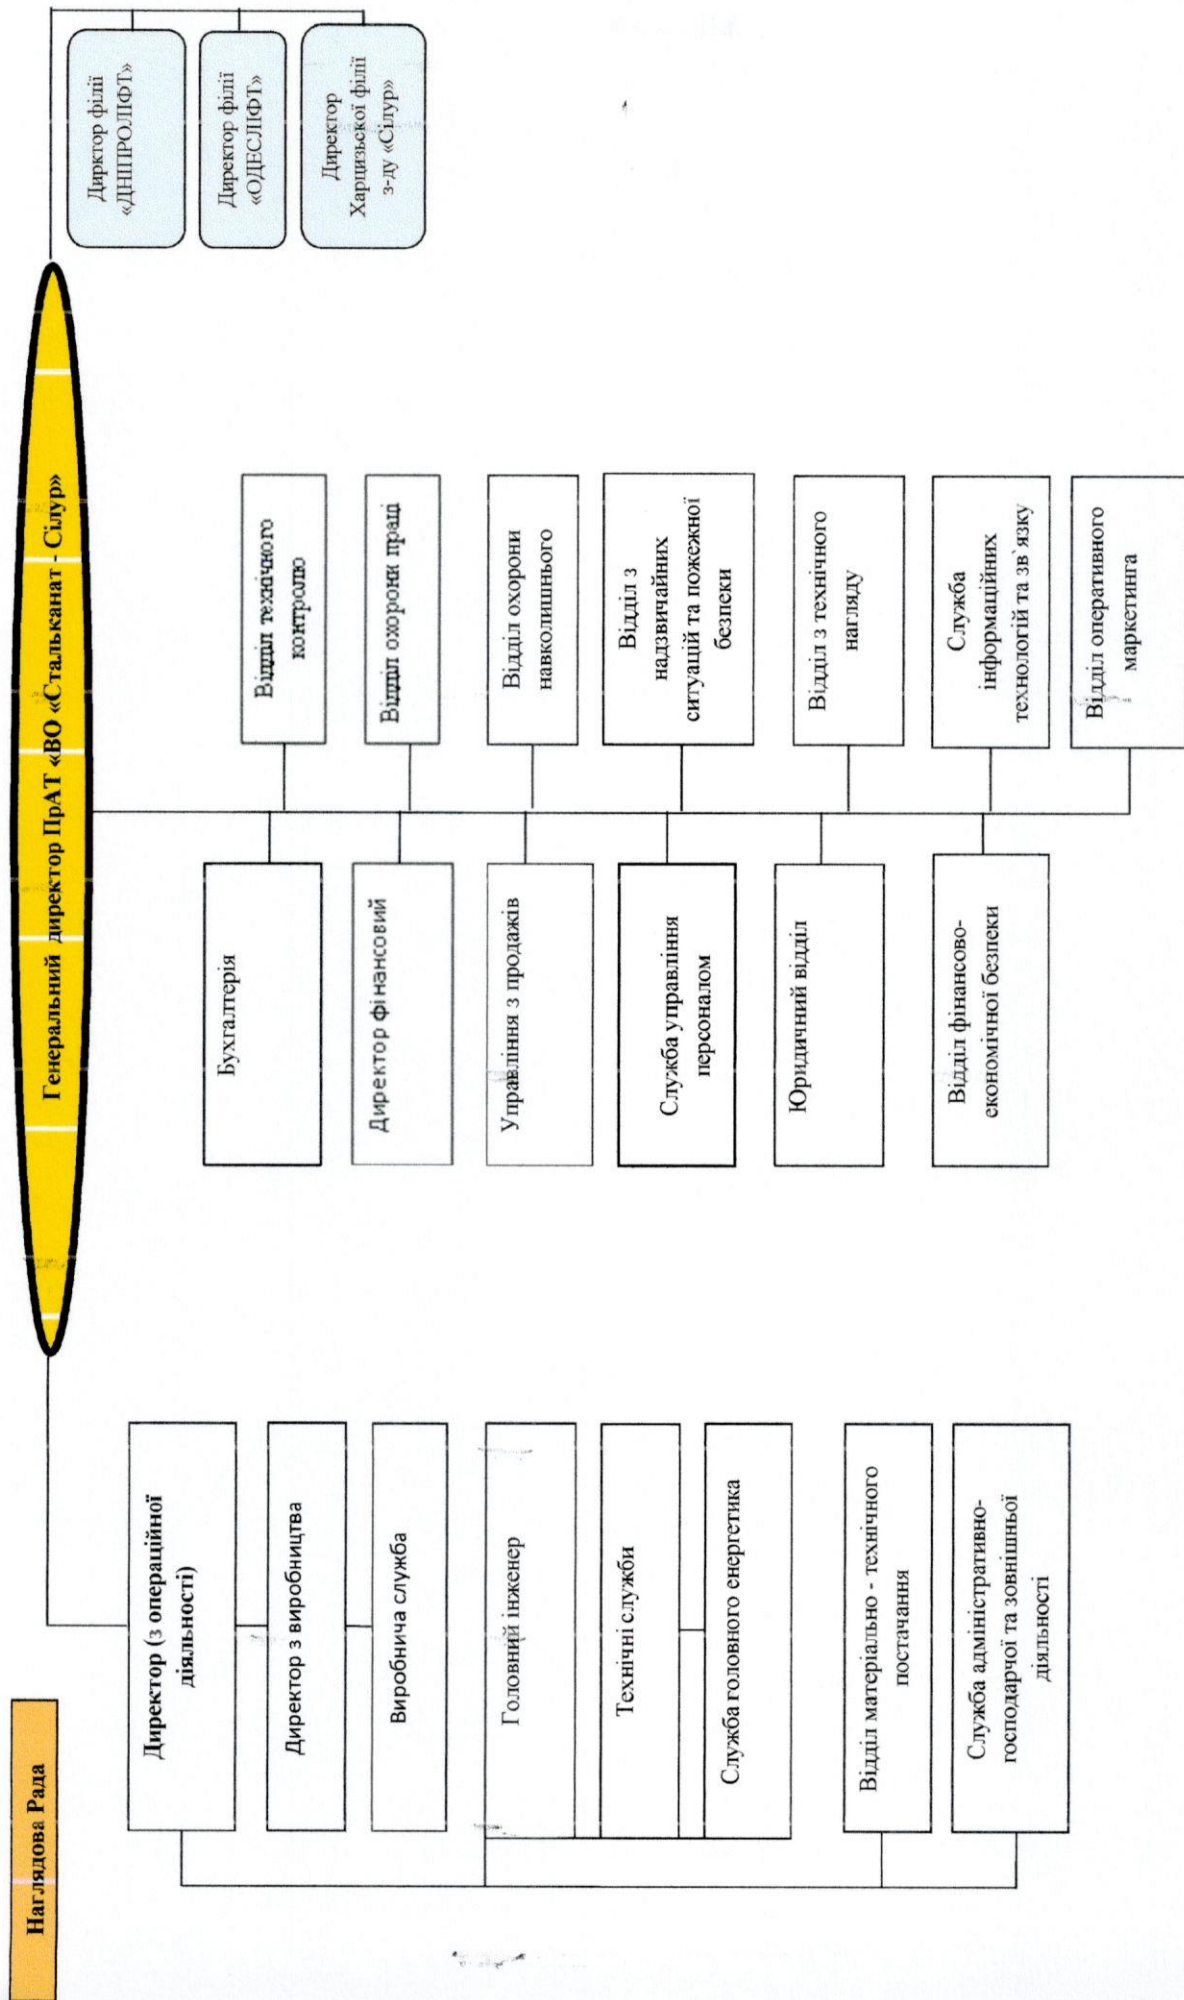 Наглядова Рада
Генеральний директор ПрАТ «ВО «Стальканат - Сілур»
Директор (з операційної
діяльності)
Директор з виробництва
Виробнича служба
Головний інженер
Технічні служби
Служба головного енергетика
Відділ матеріально - технічного
постачання
Служба адміністративно-
господарчої та зовнішньої
діяльності
Бухгалтерія
Директор фінансовий
Управління з продажів
Служба управління
персоналом
Юридичний відділ
Відділ фінансово-
економічної безпеки
Відділ технічного
контролю
Відділ охорони праці
Відділ охорони
навколишнього
Відділ з
надзвичайних
ситуацій та пожежної
безпеки
Відділ з технічного
нагляду
Служба
інформаційних
технологій та зв`язку
Відділ оперативного
маркетинга
Дирктор філії
«ДНІПРОЛІФТ»
Директор філії
«ОДЕСЛІФТ»
Директор
Харцизьскої філії
з-ду «Сілур»